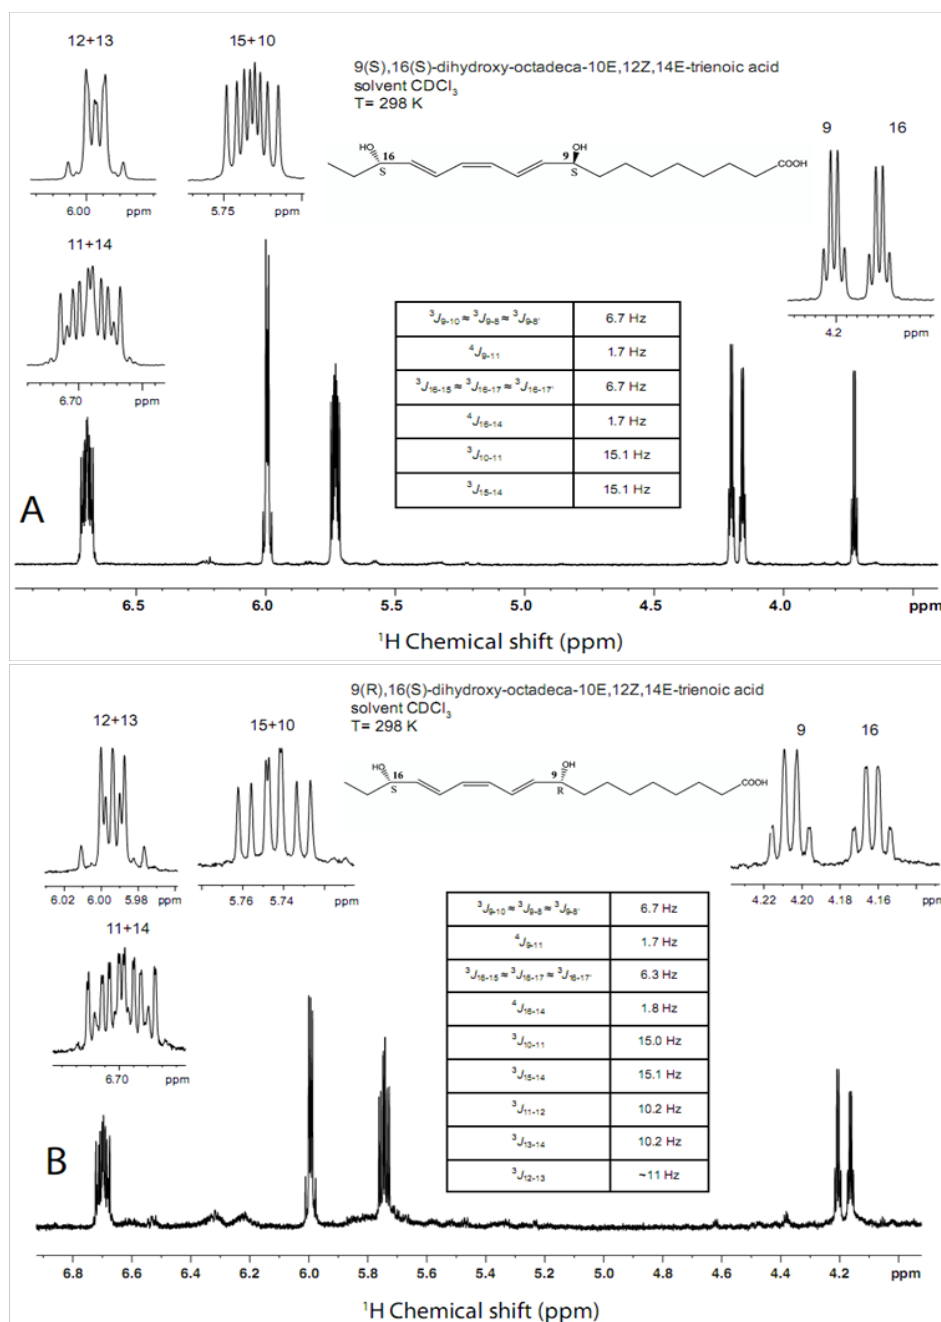 12+13
15+10
9(S),16(S)-dihydroxy-octadeca-10E,12Z,14E-trienoic acid
solvent CDCl₃
T= 298 K
9
16
HO
16
S
OH
9
S
COOH
6.00 ppm
5.75 ppm
11+14
6.70 ppm
4.2 ppm
³J₉₋₁₀ ≈ ³J₉₋₈ ≈ ³J₉₋₈' 6.7 Hz
⁴J₉₋₁₁ 1.7 Hz
³J₁₆₋₁₅ ≈ ³J₁₆₋₁₇ ≈ ³J₁₆₋₁₇' 6.7 Hz
⁴J₁₆₋₁₄ 1.7 Hz
³J₁₀₋₁₁ 15.1 Hz
³J₁₅₋₁₄ 15.1 Hz
A
6.5 6.0 5.5 5.0 4.5 4.0 ppm
¹H Chemical shift (ppm)
9(R),16(S)-dihydroxy-octadeca-10E,12Z,14E-trienoic acid
solvent CDCl₃
T= 298 K
12+13
15+10
9
16
HO
16
S
OH
9
R
COOH
6.02 6.00 5.98 ppm
5.76 5.74 ppm
4.22 4.20 4.18 4.16 ppm
11+14
6.70 ppm
³J₉₋₁₀ ≈ ³J₉₋₈ ≈ ³J₉₋₈' 6.7 Hz
⁴J₉₋₁₁ 1.7 Hz
³J₁₆₋₁₅ ≈ ³J₁₆₋₁₇ ≈ ³J₁₆₋₁₇' 6.3 Hz
⁴J₁₆₋₁₄ 1.8 Hz
³J₁₀₋₁₁ 15.0 Hz
³J₁₅₋₁₄ 15.1 Hz
³J₁₁₋₁₂ 10.2 Hz
³J₁₃₋₁₄ 10.2 Hz
³J₁₂₋₁₃ ~11 Hz
B
6.8 6.6 6.4 6.2 6.0 5.8 5.6 5.4 5.2 5.0 4.8 4.6 4.4 4.2 ppm
¹H Chemical shift (ppm)